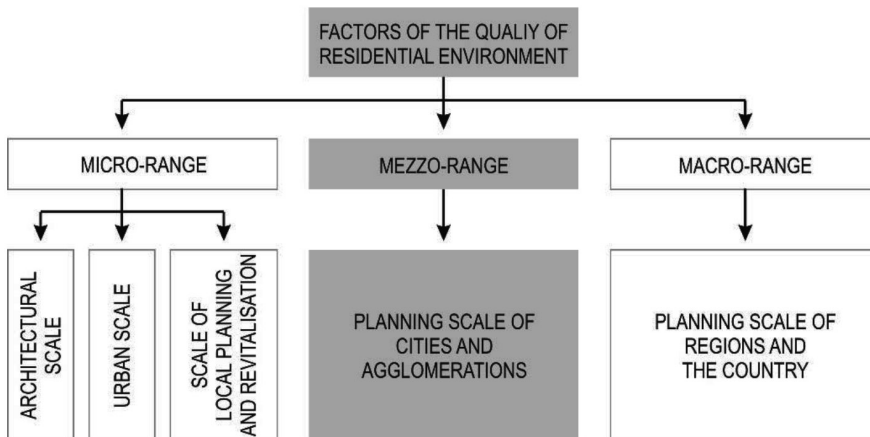 FACTORS OF THE QUALIY OF
RESIDENTIAL ENVIRONMENT
MICRO-RANGE
MEZZO-RANGE
MACRO-RANGE
ARCHITECTURAL
SCALE
URBAN SCALE
SCALE OF
LOCAL PLANNING
AND REVITALISATION
PLANNING SCALE OF
CITIES AND
AGGLOMERATIONS
PLANNING SCALE OF
REGIONS AND
THE COUNTRY